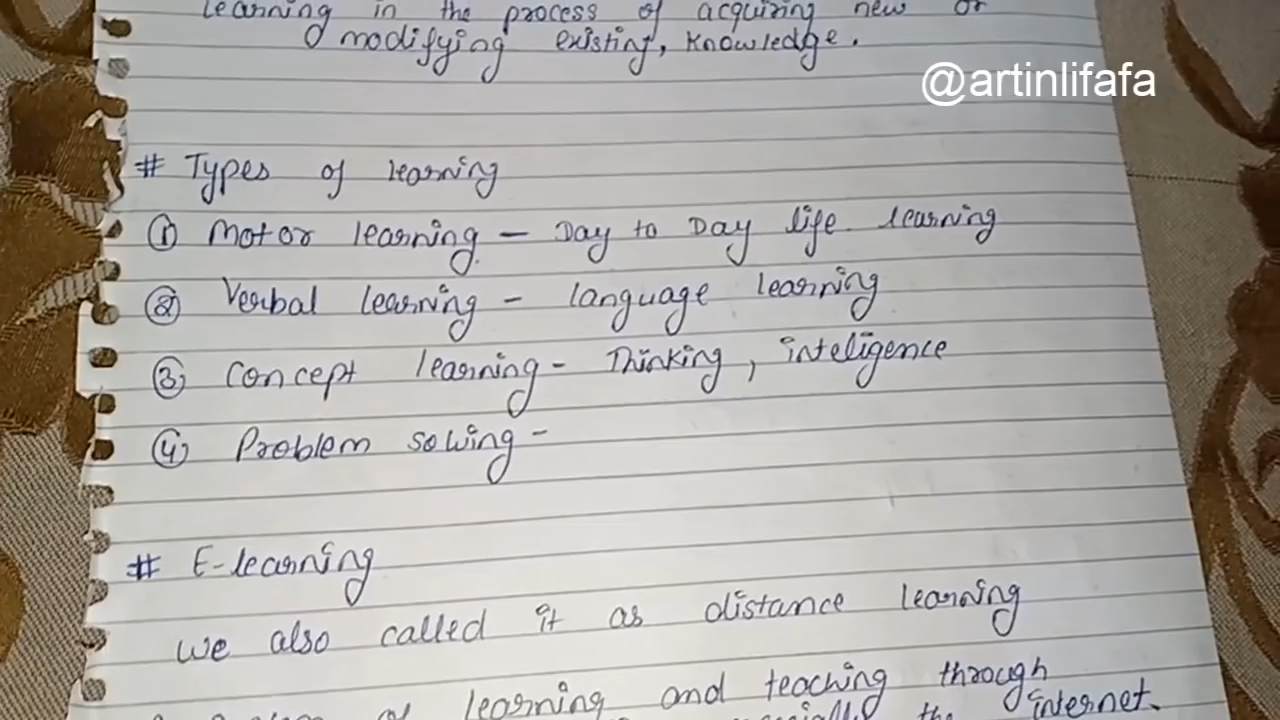 Learning in the process of acquiring new or
modifying existing, knowledge.
@artinlifafa
# Types of learning
① Motor learning - Day to Day life. learning
② Verbal learning - language learning
③ Concept learning - Thinking, inteligence
④ Problem solving -
# E-learning
We also called it as distance learning
of learning and teaching through
the internet.